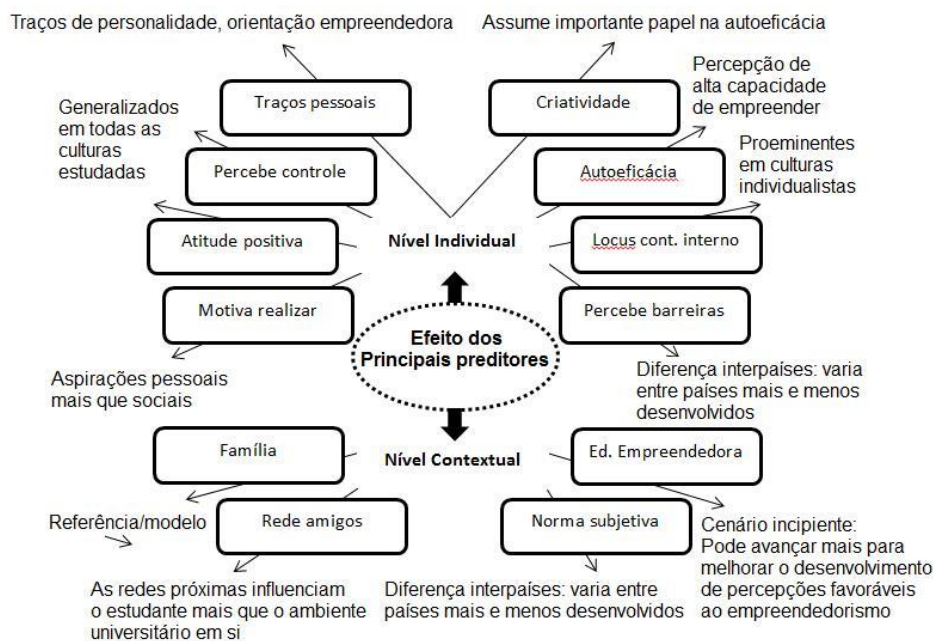 Traços de personalidade, orientação empreendedora
Assume importante papel na autoeficácia
Traços pessoais
Criatividade
Percepção de
alta capacidade
de empreender
Generalizados
em todas as
culturas
estudadas
Percebe controle
Autoeficácia
Proeminentes
em culturas
individualistas
Atitude positiva
Nível Individual
Locus cont. interno
Motiva realizar
Percebe barreiras
Efeito dos
Principais preditores
Aspirações pessoais
mais que sociais
Diferença interpaíses: varia
entre países mais e menos
desenvolvidos
Família
Nível Contextual
Ed. Empreendedora
Referência/modelo
Rede amigos
Norma subjetiva
Cenário incipiente:
Pode avançar mais para
melhorar o desenvolvimento
de percepções favoráveis
ao empreendedorismo
As redes próximas influenciam
o estudante mais que o ambiente
universitário em si
Diferença interpaíses: varia entre
países mais e menos desenvolvidos